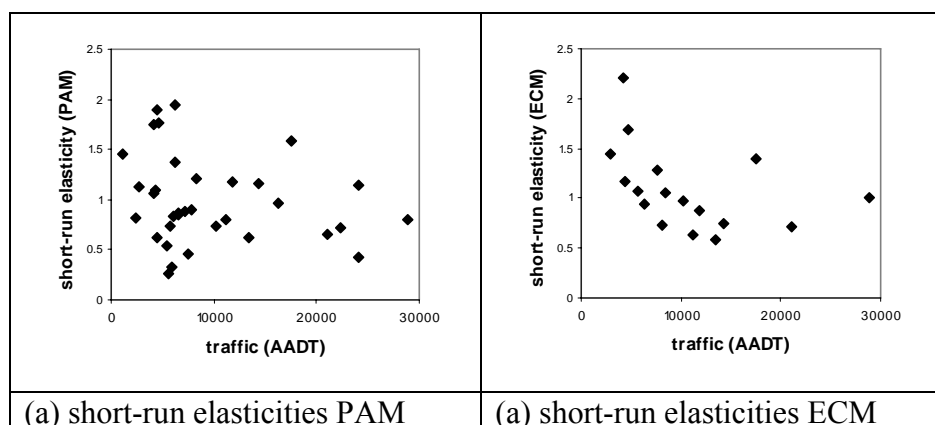 2.5
2
1.5
1
0.5
0
short-run elasticity (PAM)
0 10000 20000 30000
traffic (AADT)
(a) short-run elasticities PAM
2.5
2
1.5
1
0.5
0
short-run elasticity (ECM)
0 10000 20000 30000
traffic (AADT)
(a) short-run elasticities ECM